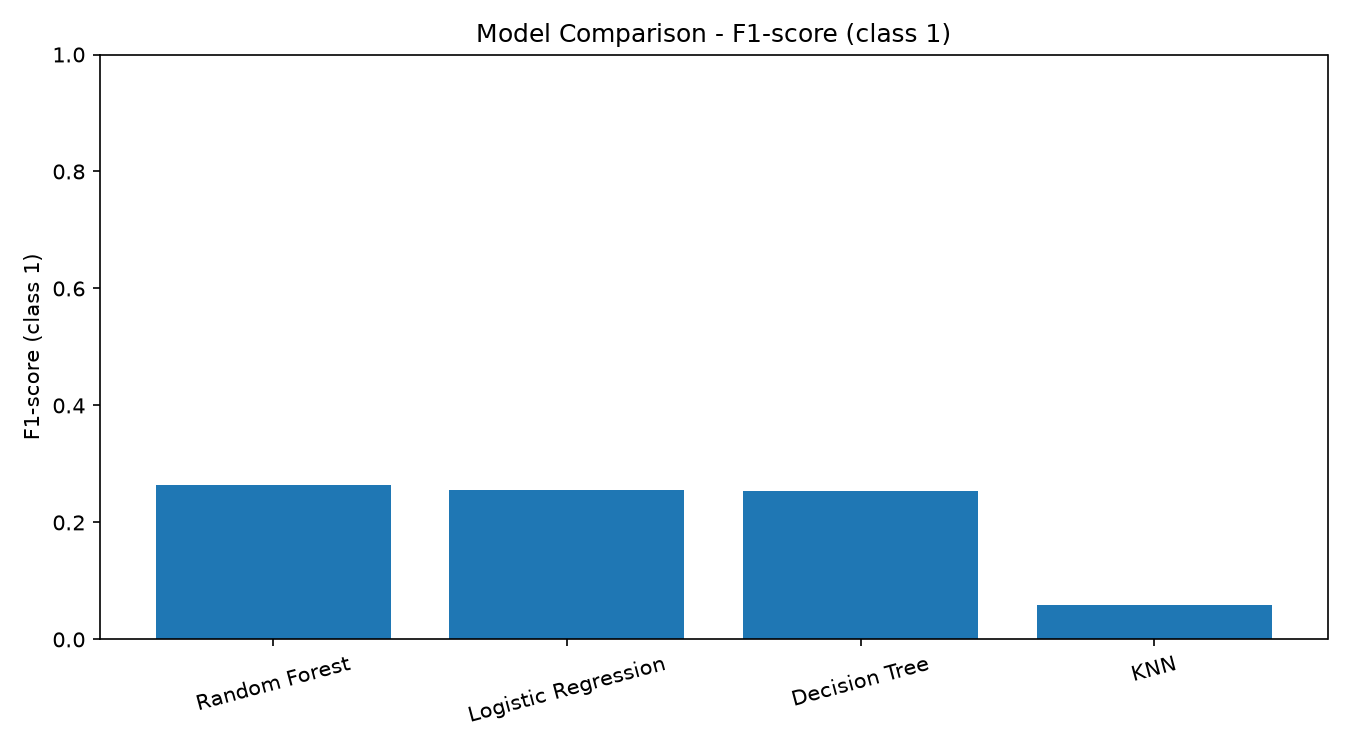 Model Comparison - F1-score (class 1)
F1-score (class 1)
1.0
0.8
0.6
0.4
0.2
0.0
Random Forest
Logistic Regression
Decision Tree
KNN